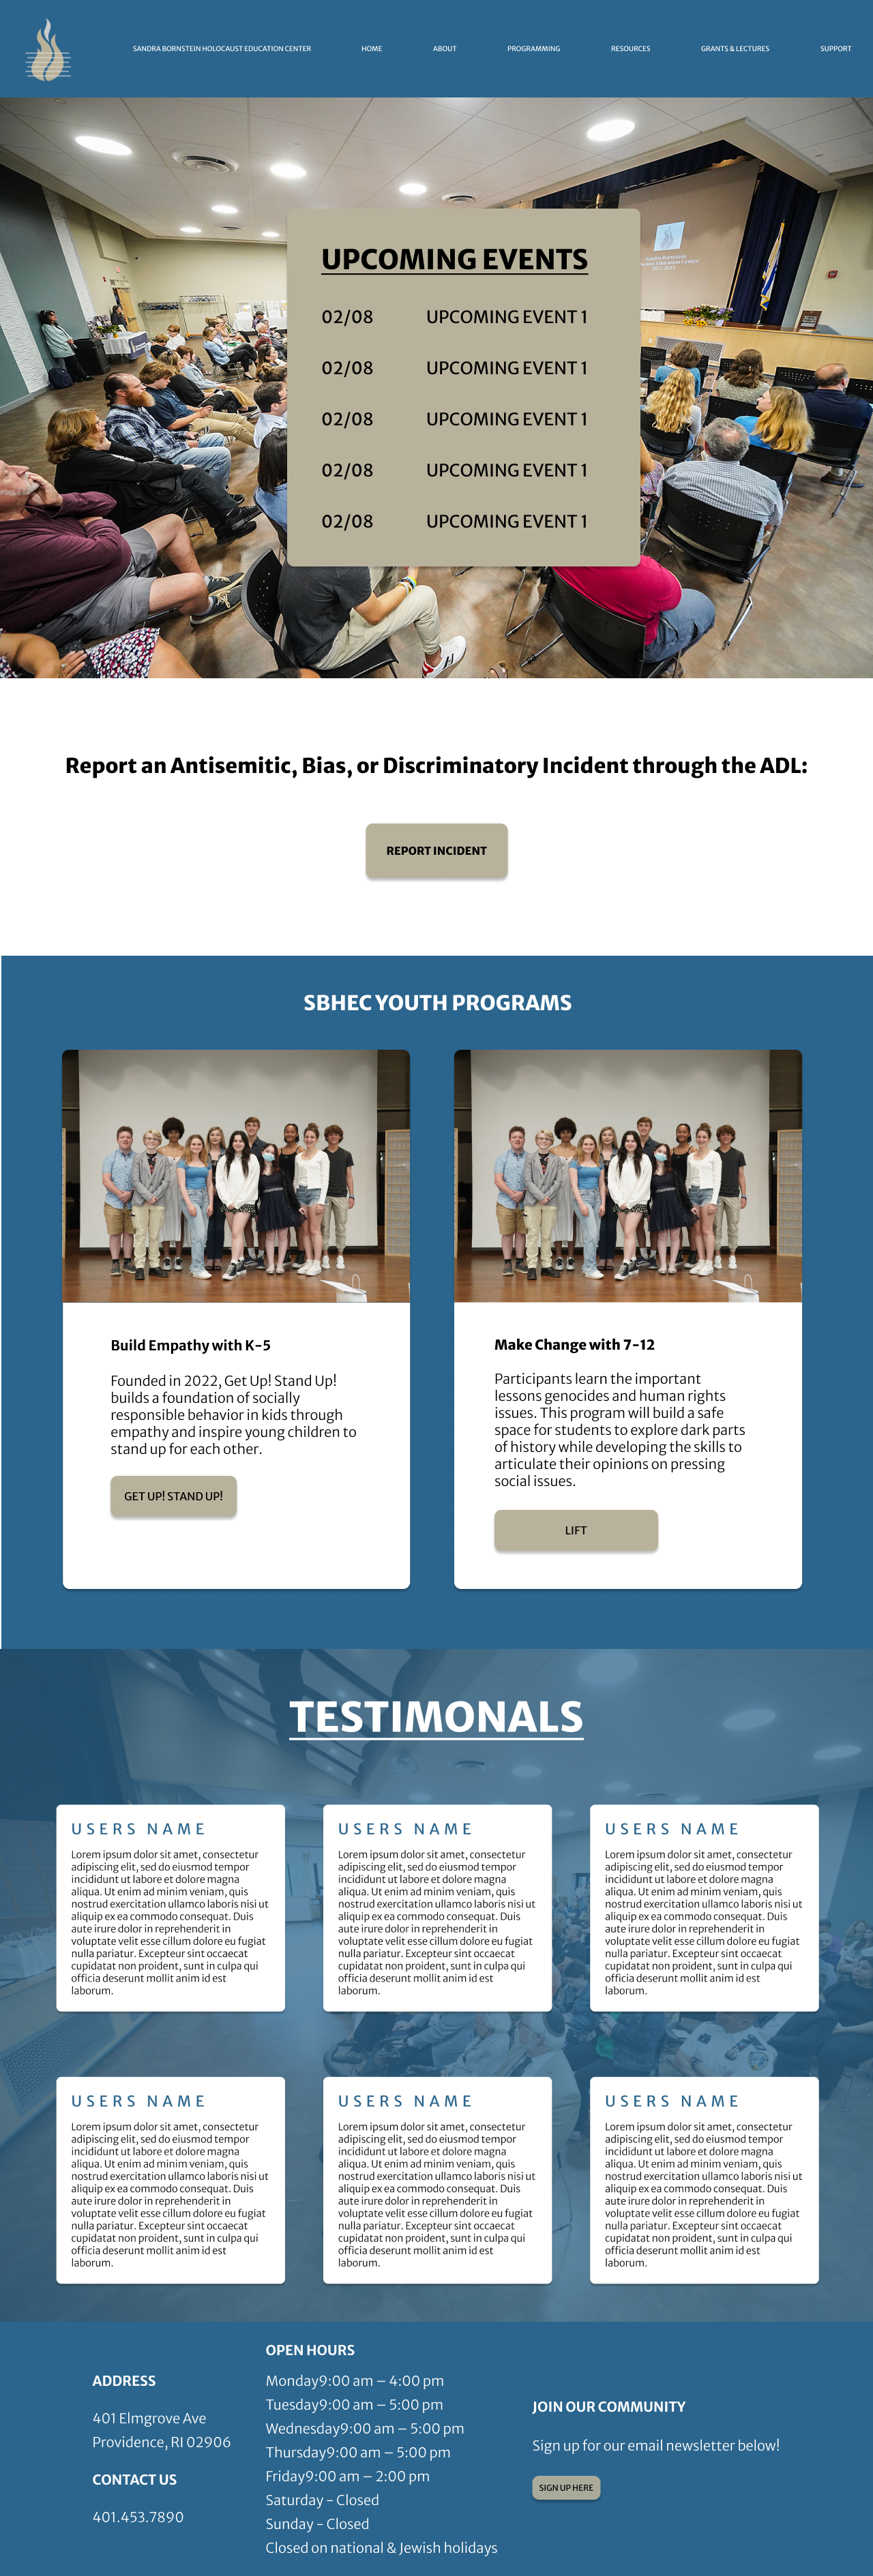 SANDRA BORNSTEIN HOLOCAUST EDUCATION CENTER HOME ABOUT PROGRAMMING RESOURCES GRANTS & LECTURES SUPPORT
UPCOMING EVENTS
02/08 UPCOMING EVENT 1
02/08 UPCOMING EVENT 1
02/08 UPCOMING EVENT 1
02/08 UPCOMING EVENT 1
02/08 UPCOMING EVENT 1
Report an Antisemitic, Bias, or Discriminatory Incident through the ADL:
REPORT INCIDENT
SBHEC YOUTH PROGRAMS
Build Empathy with K-5
Founded in 2022, Get Up! Stand Up!
builds a foundation of socially
responsible behavior in kids through
empathy and inspire young children to
stand up for each other.
GET UP! STAND UP!
Make Change with 7-12
Participants learn the important
lessons genocides and human rights
issues. This program will build a safe
space for students to explore dark parts
of history while developing the skills to
articulate their opinions on pressing
social issues.
LIFT
TESTIMONALS
USERS NAME
Lorem ipsum dolor sit amet, consectetur
adipiscing elit, sed do eiusmod tempor
incididunt ut labore et dolore magna
aliqua. Ut enim ad minim veniam, quis
nostrud exercitation ullamco laboris nisi ut
aliquip ex ea commodo consequat. Duis
aute irure dolor in reprehenderit in
voluptate velit esse cillum dolore eu fugiat
nulla pariatur. Excepteur sint occaecat
cupidatat non proident, sunt in culpa qui
officia deserunt mollit anim id est
laborum.
USERS NAME
Lorem ipsum dolor sit amet, consectetur
adipiscing elit, sed do eiusmod tempor
incididunt ut labore et dolore magna
aliqua. Ut enim ad minim veniam, quis
nostrud exercitation ullamco laboris nisi ut
aliquip ex ea commodo consequat. Duis
aute irure dolor in reprehenderit in
voluptate velit esse cillum dolore eu fugiat
nulla pariatur. Excepteur sint occaecat
cupidatat non proident, sunt in culpa qui
officia deserunt mollit anim id est
laborum.
USERS NAME
Lorem ipsum dolor sit amet, consectetur
adipiscing elit, sed do eiusmod tempor
incididunt ut labore et dolore magna
aliqua. Ut enim ad minim veniam, quis
nostrud exercitation ullamco laboris nisi ut
aliquip ex ea commodo consequat. Duis
aute irure dolor in reprehenderit in
voluptate velit esse cillum dolore eu fugiat
nulla pariatur. Excepteur sint occaecat
cupidatat non proident, sunt in culpa qui
officia deserunt mollit anim id est
laborum.
USERS NAME
Lorem ipsum dolor sit amet, consectetur
adipiscing elit, sed do eiusmod tempor
incididunt ut labore et dolore magna
aliqua. Ut enim ad minim veniam, quis
nostrud exercitation ullamco laboris nisi ut
aliquip ex ea commodo consequat. Duis
aute irure dolor in reprehenderit in
voluptate velit esse cillum dolore eu fugiat
nulla pariatur. Excepteur sint occaecat
cupidatat non proident, sunt in culpa qui
officia deserunt mollit anim id est
laborum.
USERS NAME
Lorem ipsum dolor sit amet, consectetur
adipiscing elit, sed do eiusmod tempor
incididunt ut labore et dolore magna
aliqua. Ut enim ad minim veniam, quis
nostrud exercitation ullamco laboris nisi ut
aliquip ex ea commodo consequat. Duis
aute irure dolor in reprehenderit in
voluptate velit esse cillum dolore eu fugiat
nulla pariatur. Excepteur sint occaecat
cupidatat non proident, sunt in culpa qui
officia deserunt mollit anim id est
laborum.
USERS NAME
Lorem ipsum dolor sit amet, consectetur
adipiscing elit, sed do eiusmod tempor
incididunt ut labore et dolore magna
aliqua. Ut enim ad minim veniam, quis
nostrud exercitation ullamco laboris nisi ut
aliquip ex ea commodo consequat. Duis
aute irure dolor in reprehenderit in
voluptate velit esse cillum dolore eu fugiat
nulla pariatur. Excepteur sint occaecat
cupidatat non proident, sunt in culpa qui
officia deserunt mollit anim id est
laborum.
ADDRESS
401 Elmgrove Ave
Providence, RI 02906
CONTACT US
401.453.7890
OPEN HOURS
Monday9:00 am – 4:00 pm
Tuesday9:00 am – 5:00 pm
Wednesday9:00 am – 5:00 pm
Thursday9:00 am – 5:00 pm
Friday9:00 am – 2:00 pm
Saturday - Closed
Sunday - Closed
Closed on national & Jewish holidays
JOIN OUR COMMUNITY
Sign up for our email newsletter below!
SIGN UP HERE